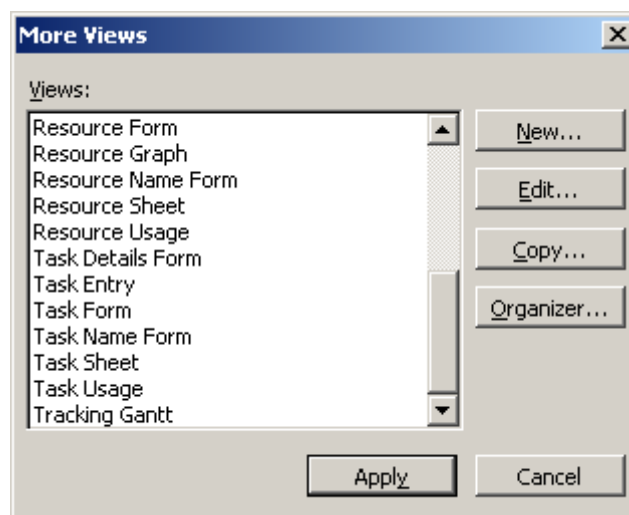 More Views
Views:
Resource Form
Resource Graph
Resource Name Form
Resource Sheet
Resource Usage
Task Details Form
Task Entry
Task Form
Task Name Form
Task Sheet
Task Usage
Tracking Gantt
New...
Edit...
Copy...
Organizer...
Apply
Cancel